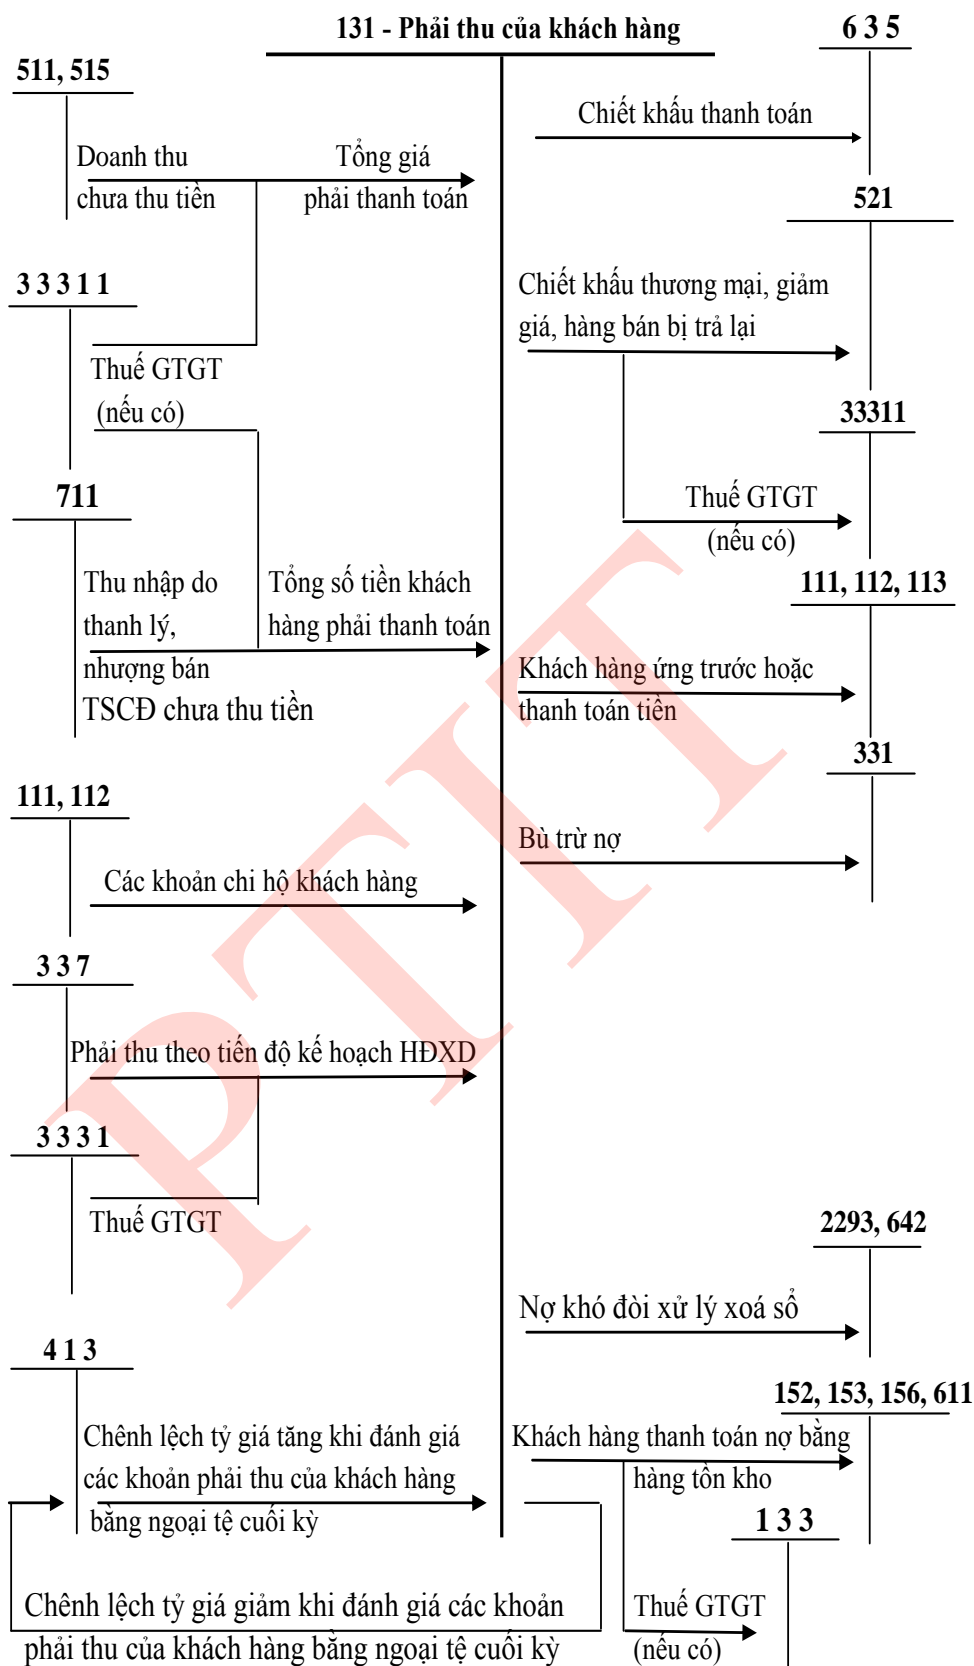 131 - Phải thu của khách hàng
6 3 5
511, 515
Chiết khấu thanh toán
Doanh thu
chưa thu tiền
Tổng giá
phải thanh toán
521
3 3 3 1 1
Chiết khấu thương mại, giảm
giá, hàng bán bị trả lại
Thuế GTGT
(nếu có)
33311
711
Thuế GTGT
(nếu có)
Thu nhập do
thanh lý,
nhượng bán
TSCĐ chưa thu tiền
Tổng số tiền khách
hàng phải thanh toán
111, 112, 113
Khách hàng ứng trước hoặc
thanh toán tiền
331
111, 112
Bù trừ nợ
Các khoản chi hộ khách hàng
3 3 7
Phải thu theo tiến độ kế hoạch HĐXD
3 3 3 1
Thuế GTGT
2293, 642
Nợ khó đòi xử lý xoá sổ
4 1 3
152, 153, 156, 611
Chênh lệch tỷ giá tăng khi đánh giá
các khoản phải thu của khách hàng
bằng ngoại tệ cuối kỳ
Khách hàng thanh toán nợ bằng
hàng tồn kho
1 3 3
Chênh lệch tỷ giá giảm khi đánh giá các khoản
phải thu của khách hàng bằng ngoại tệ cuối kỳ
Thuế GTGT
(nếu có)
PTIT